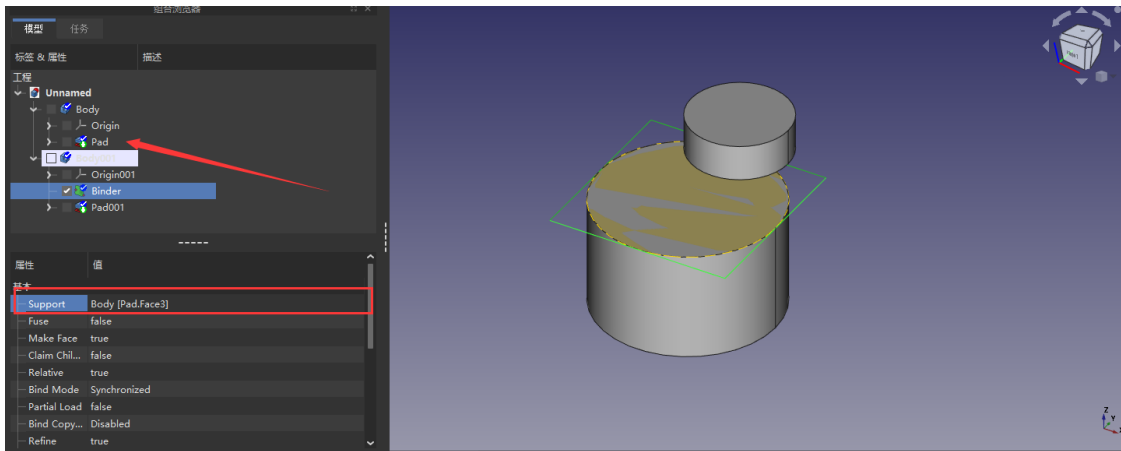 组合浏览器
模型 任务
标签 & 属性 描述
工程
Unnamed
Body
Origin
Pad
Body001
Origin001
Binder
Pad001
属性 值
基本
Support Body [Pad.Face3]
Fuse false
Make Face true
Claim Chil... false
Relative true
Bind Mode Synchronized
Partial Load false
Bind Copy... Disabled
Refine true
Z
Y
X